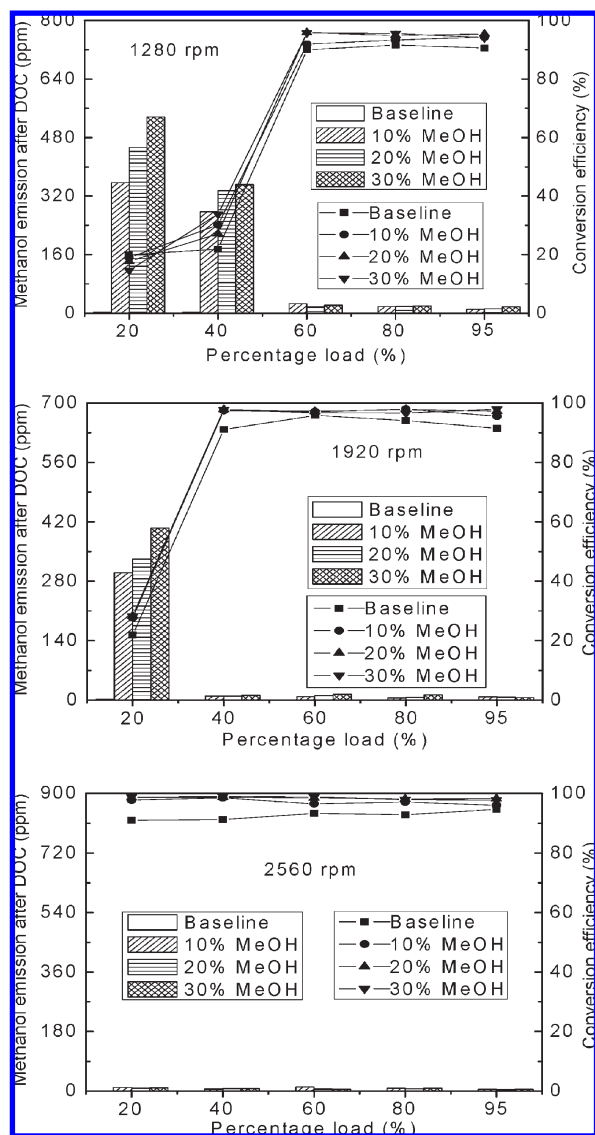 Methanol emission after DOC (ppm)
800
640
480
320
160
0
1280 rpm
Baseline
10% MeOH
20% MeOH
30% MeOH
Baseline
10% MeOH
20% MeOH
30% MeOH
100
80
60
40
20
0
Conversion efficiency (%)
20 40 60 80 95
Percentage load (%)
Methanol emission after DOC (ppm)
700
560
420
280
140
0
1920 rpm
Baseline
10% MeOH
20% MeOH
30% MeOH
Baseline
10% MeOH
20% MeOH
30% MeOH
100
80
60
40
20
0
Conversion efficiency (%)
20 40 60 80 95
Percentage load (%)
Methanol emission after DOC (ppm)
900
720
540
360
180
0
2560 rpm
Baseline
10% MeOH
20% MeOH
30% MeOH
Baseline
10% MeOH
20% MeOH
30% MeOH
100
80
60
40
20
0
Conversion efficiency (%)
20 40 60 80 95
Percentage load (%)